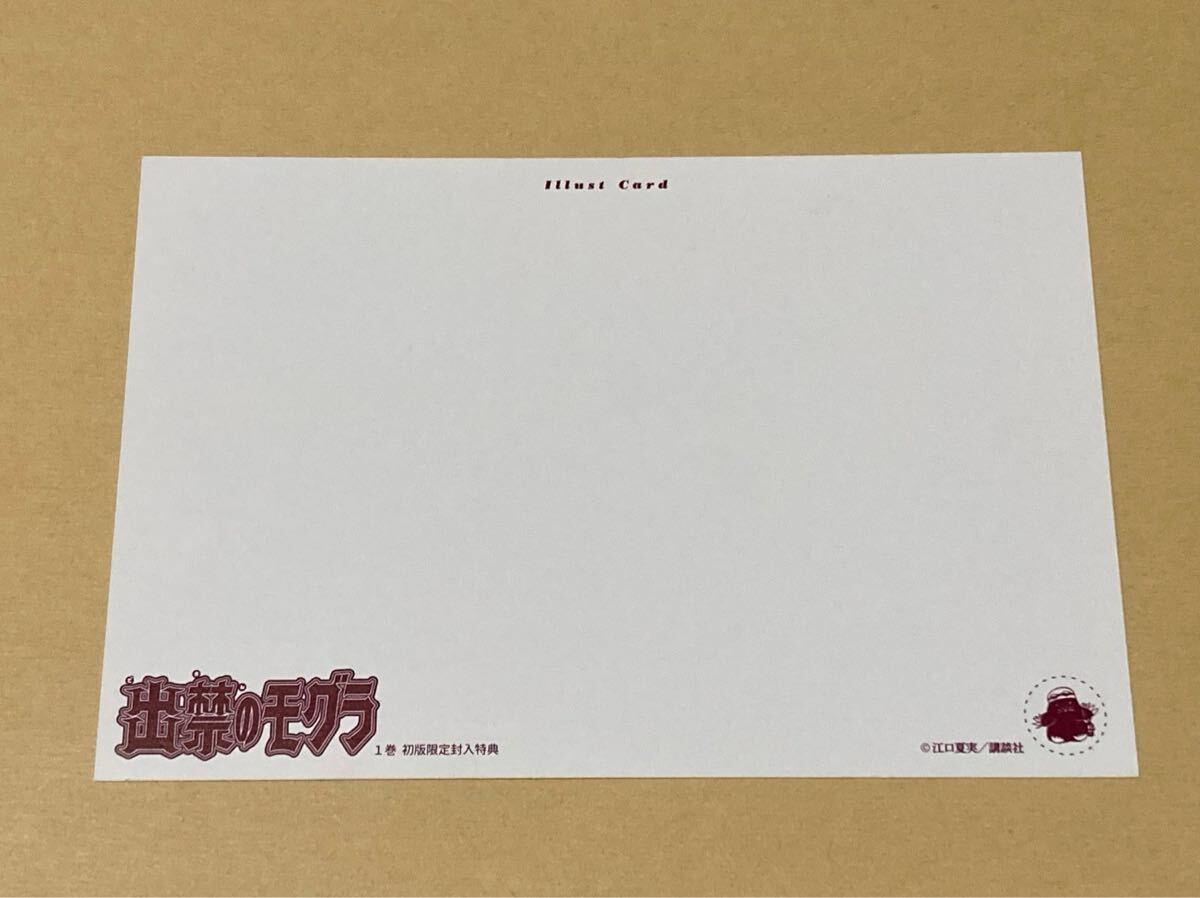 Illust Card
出禁のモグラ
1巻 初版限定封入特典
©江口夏実／講談社